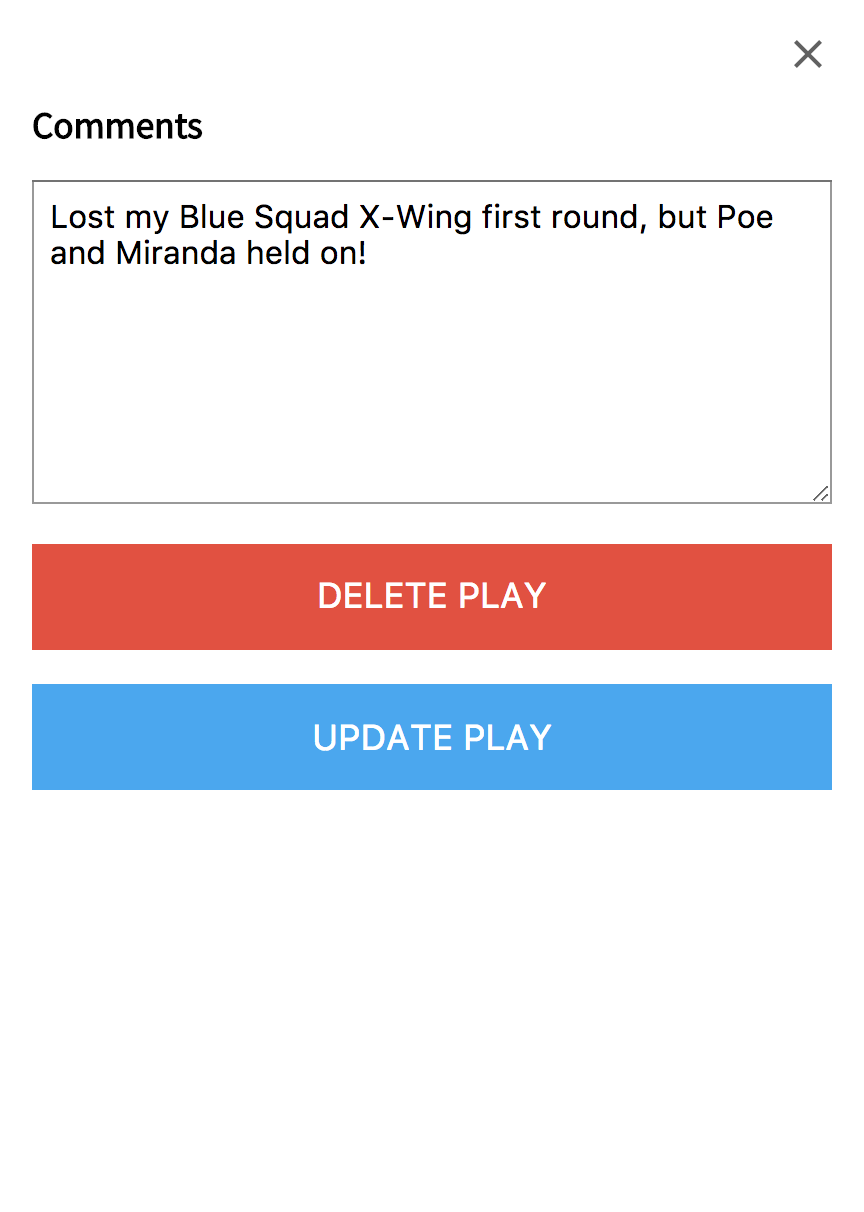 Comments
Lost my Blue Squad X-Wing first round, but Poe
and Miranda held on!
DELETE PLAY
UPDATE PLAY